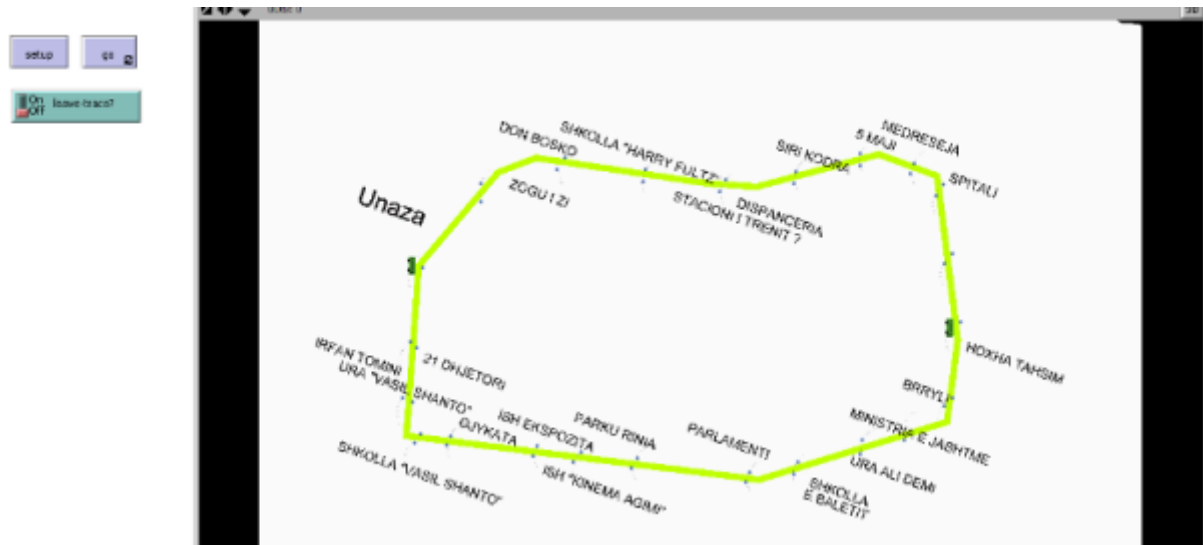 3D
setup
go
On
Off
leave-trace?
MEDRESEJA
5 MAJI
SHKOLLA "HARRY FULTZ"
DON BOSKO
SIRI KODRA
SPITALI
ZOGU I ZI
Unaza
STACIONI I TRENIT ?
DISPANCERIA
IRFAN TOMINI
21 DHJETORI
HOXHA TAHSIM
URA "VASIL SHANTO"
BRRYLI
ISH EKSPOZITA
GJYKATA
PARKU RINIA
MINISTRIA E JASHTME
PARLAMENTI
SHKOLLA "VASIL SHANTO"
ISH "KINEMA AGIMI"
URA ALI DEMI
SHKOLLA
E BALETIT